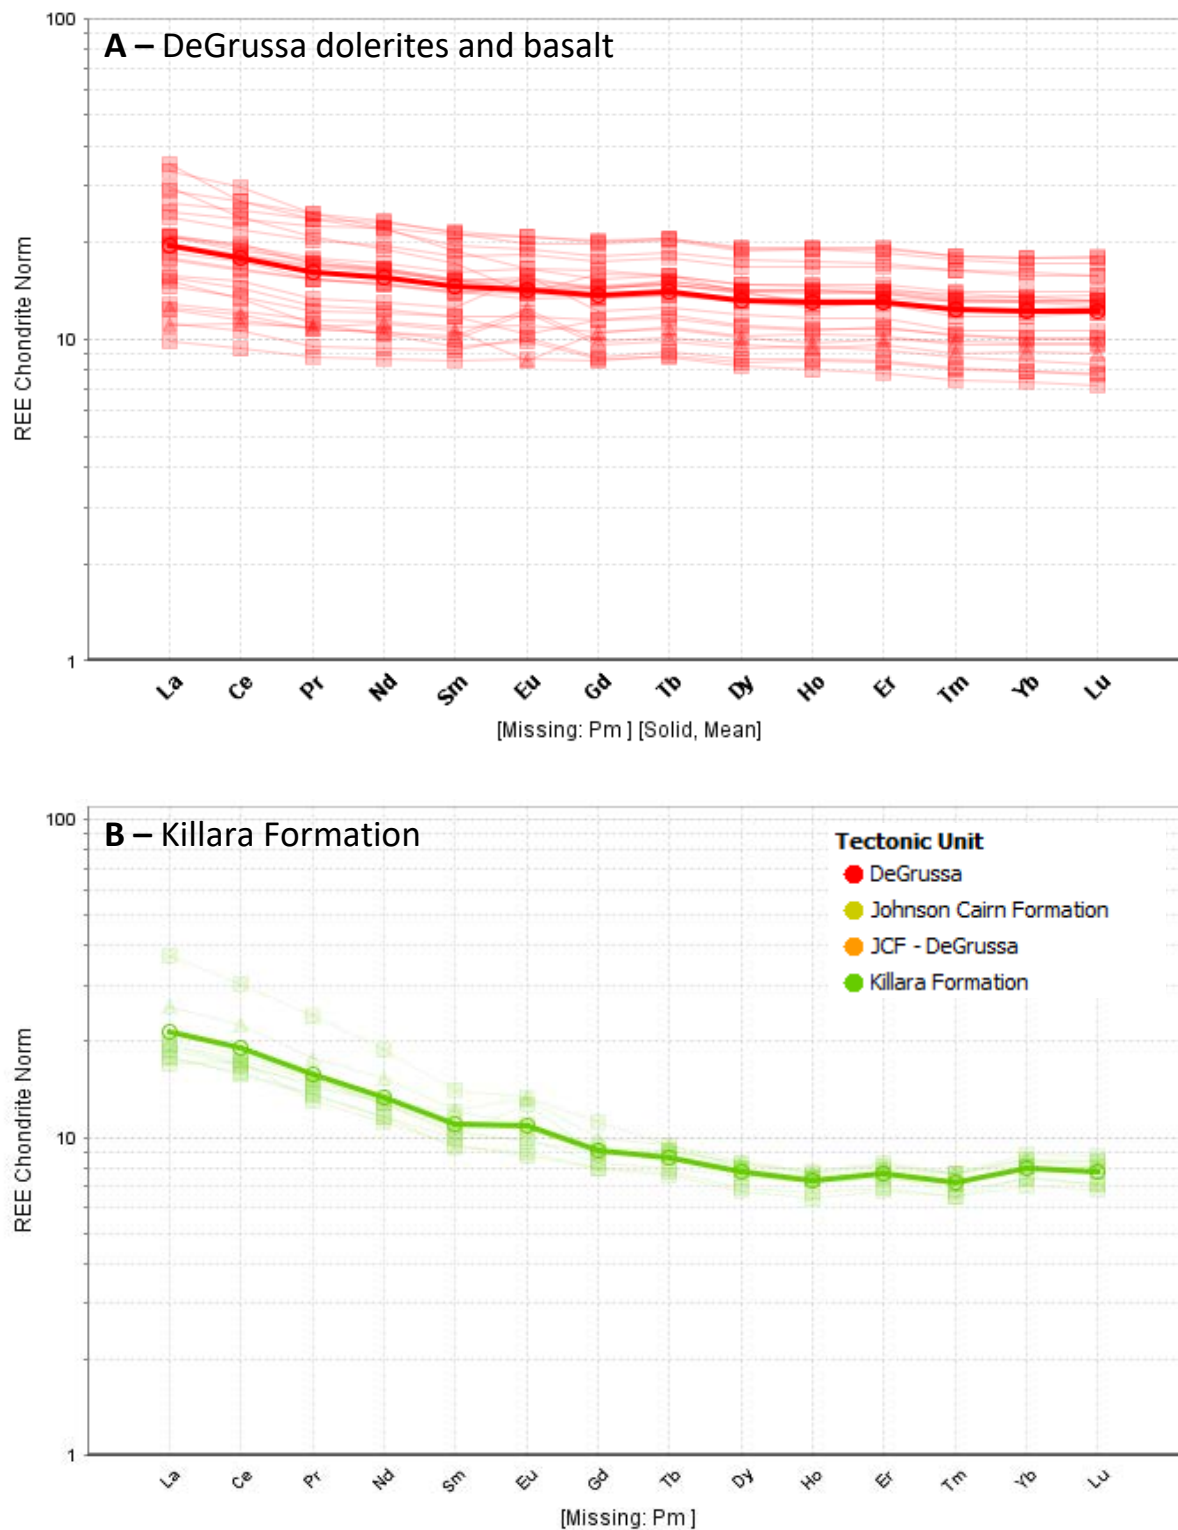 100
A – DeGrussa dolerites and basalt
10
1
REE Chondrite Norm
La Ce Pr Nd Sm Eu Gd Tb Dy Ho Er Tm Yb Lu
[Missing: Pm ] [Solid, Mean]
100
B – Killara Formation
Tectonic Unit
DeGrussa
Johnson Cairn Formation
JCF - DeGrussa
Killara Formation
10
1
REE Chondrite Norm
La Ce Pr Nd Sm Eu Gd Tb Dy Ho Er Tm Yb Lu
[Missing: Pm ]